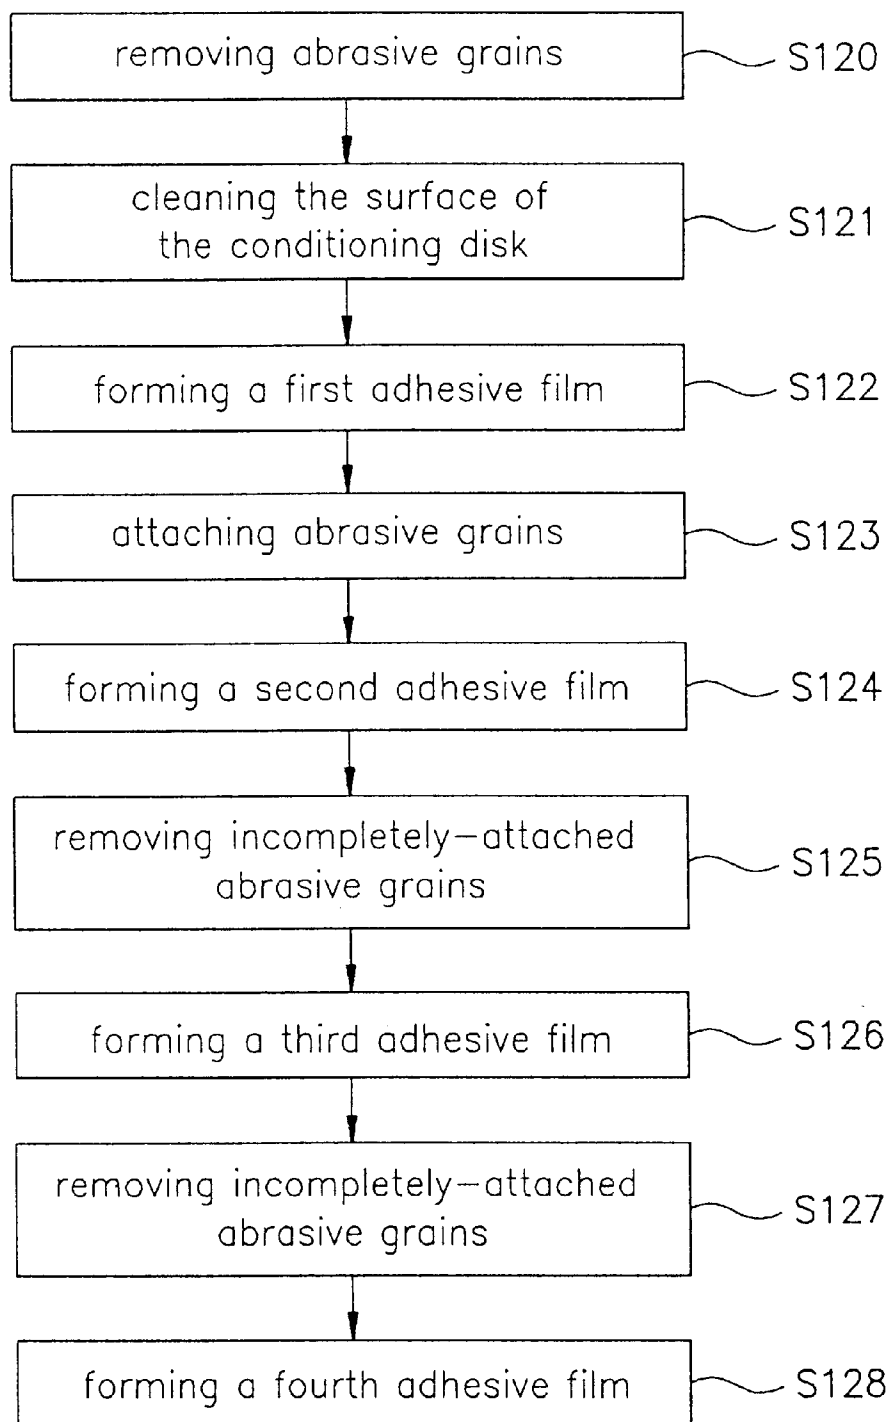 removing abrasive grains
S120
cleaning the surface of
the conditioning disk
S121
forming a first adhesive film
S122
attaching abrasive grains
S123
forming a second adhesive film
S124
removing incompletely-attached
abrasive grains
S125
forming a third adhesive film
S126
removing incompletely-attached
abrasive grains
S127
forming a fourth adhesive film
S128